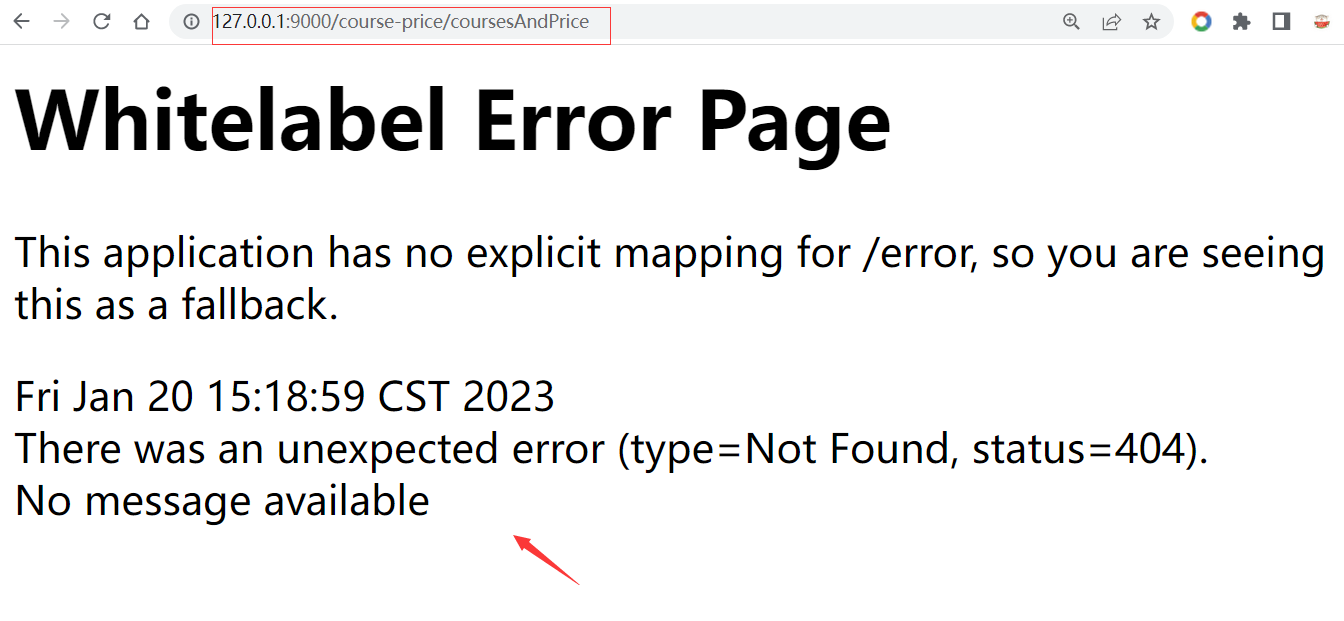 127.0.0.1:9000/course-price/coursesAndPrice
Whitelabel Error Page
This application has no explicit mapping for /error, so you are seeing
this as a fallback.
Fri Jan 20 15:18:59 CST 2023
There was an unexpected error (type=Not Found, status=404).
No message available